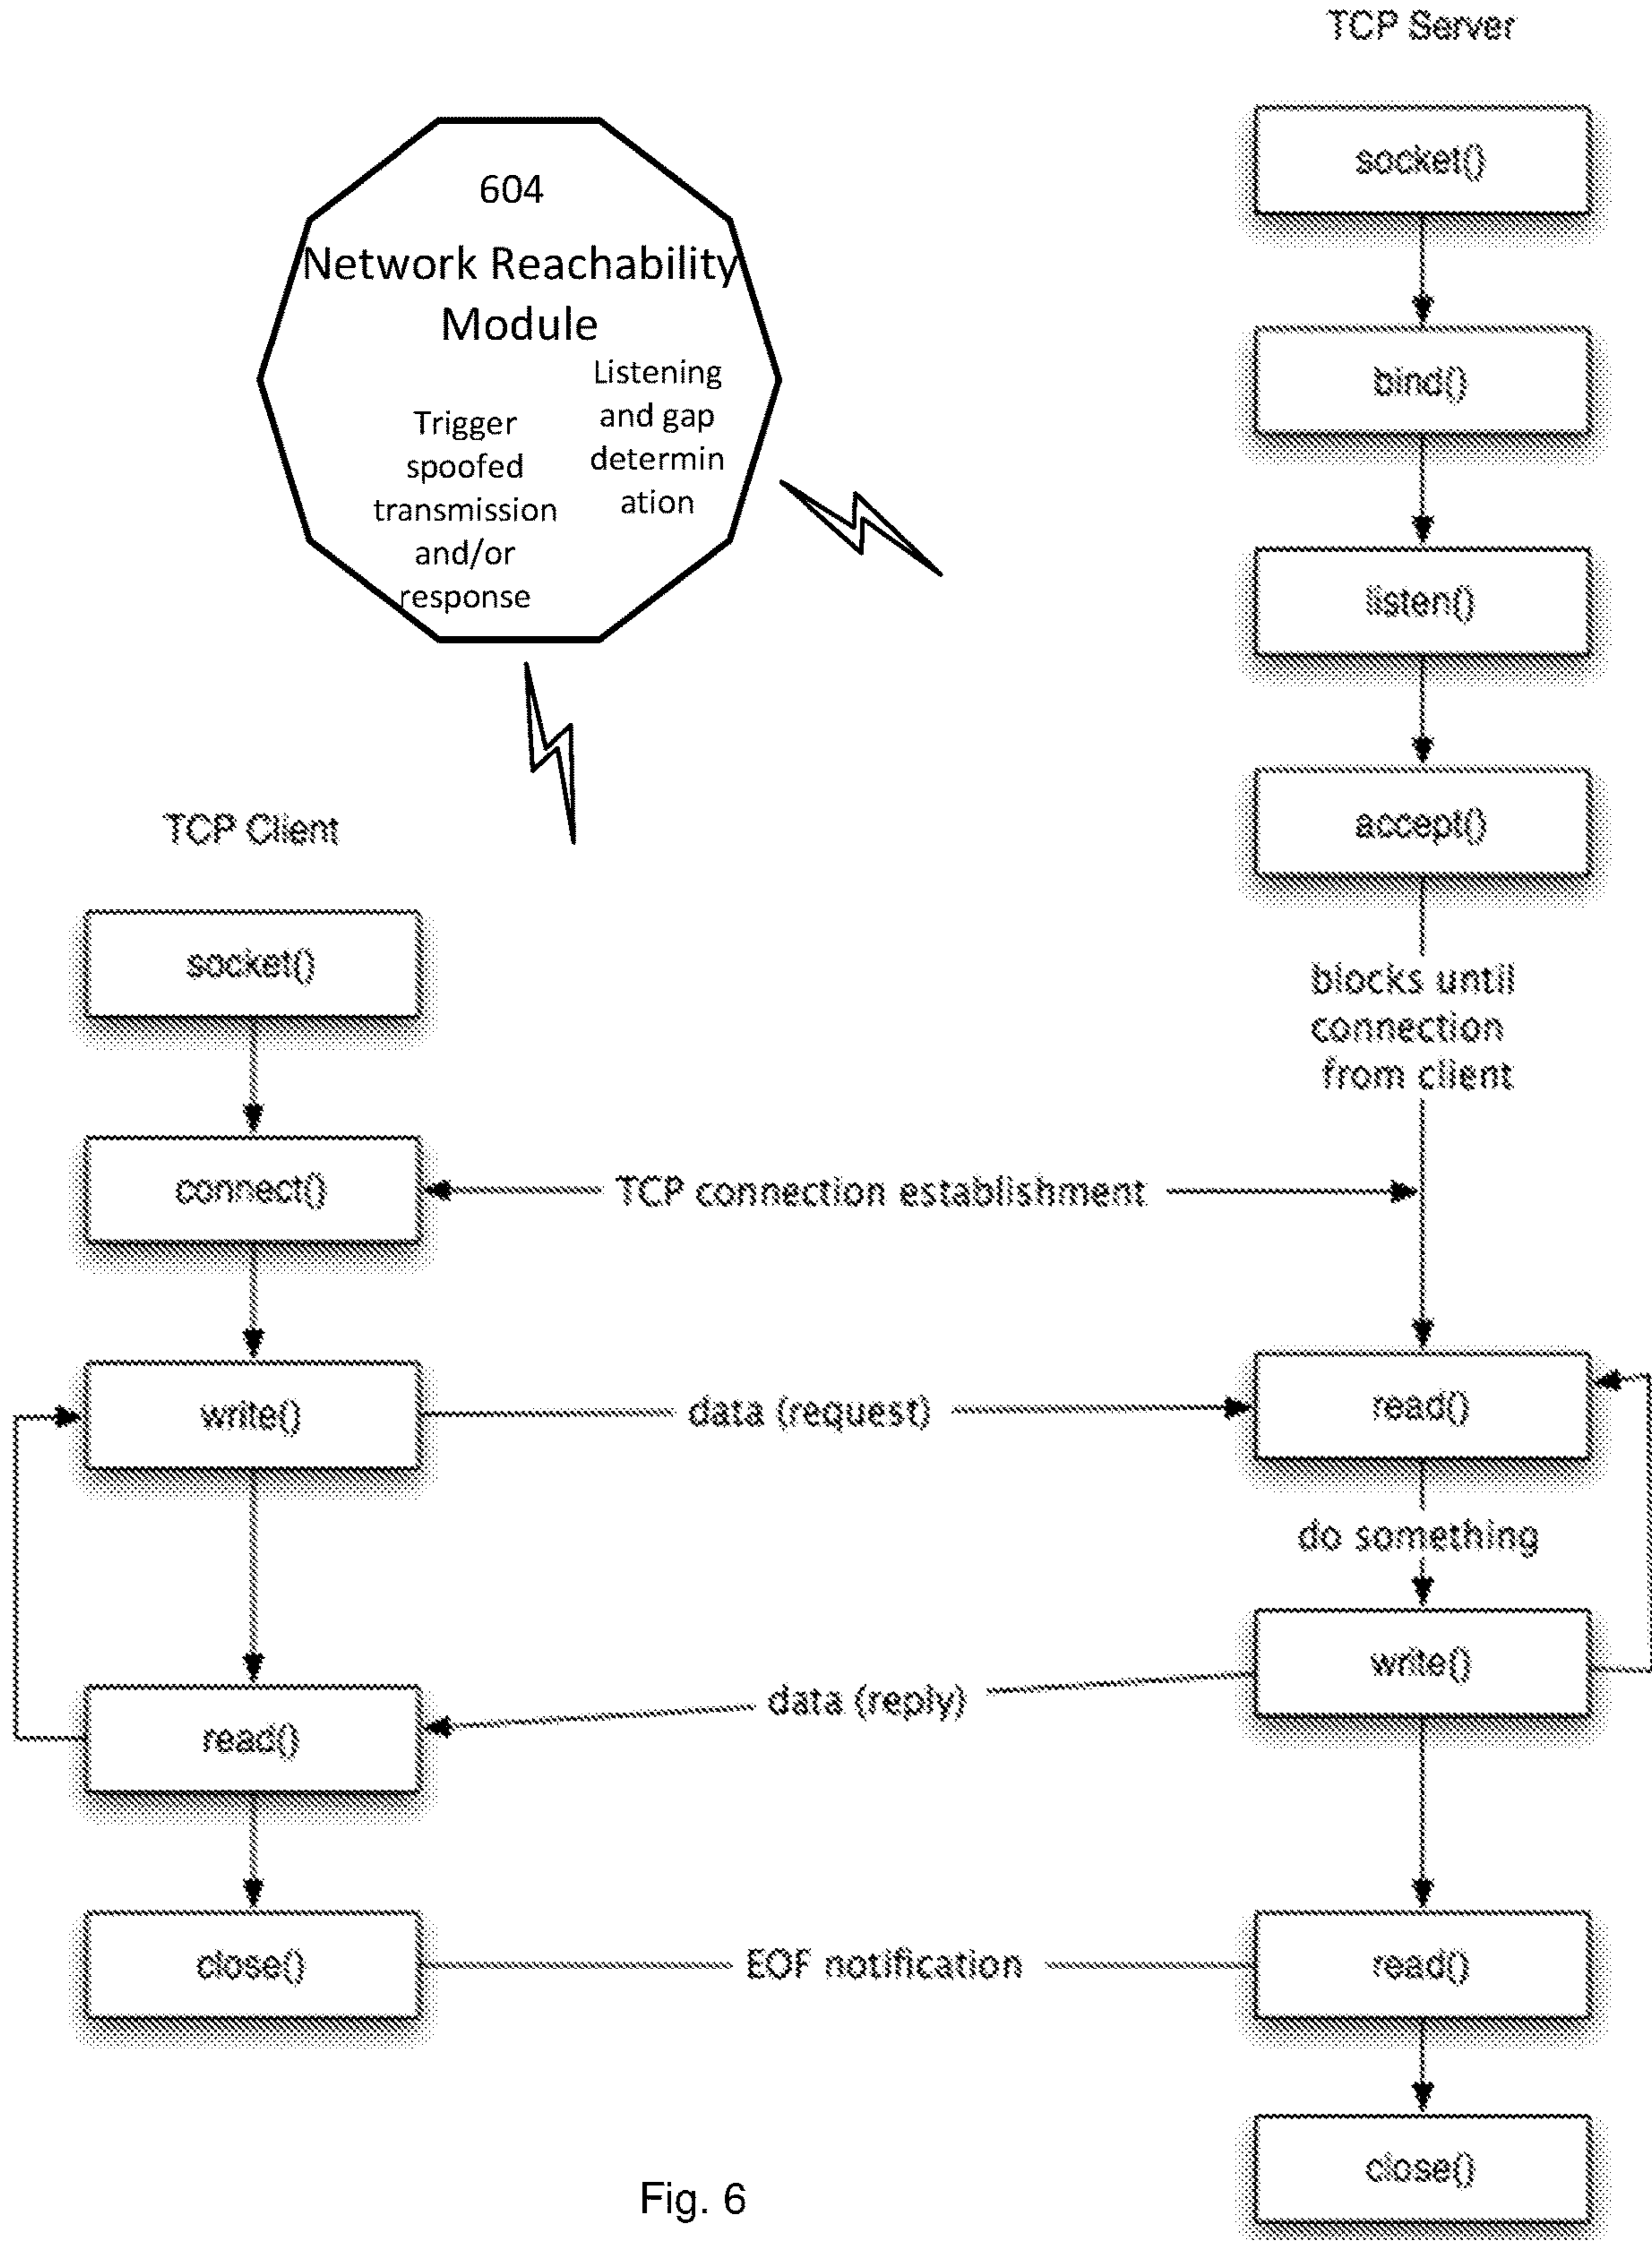 TCP Server
socket()
bind()
listen()
accept()
blocks until
connection
from client
read()
do something
write()
read()
close()
604
Network Reachability
Module
Listening
and gap
determin
ation
Trigger
spoofed
transmission
and/or
response
TCP Client
socket()
connect()
write()
read()
close()
TCP connection establishment
data (request)
data (reply)
EOF notification
Fig. 6